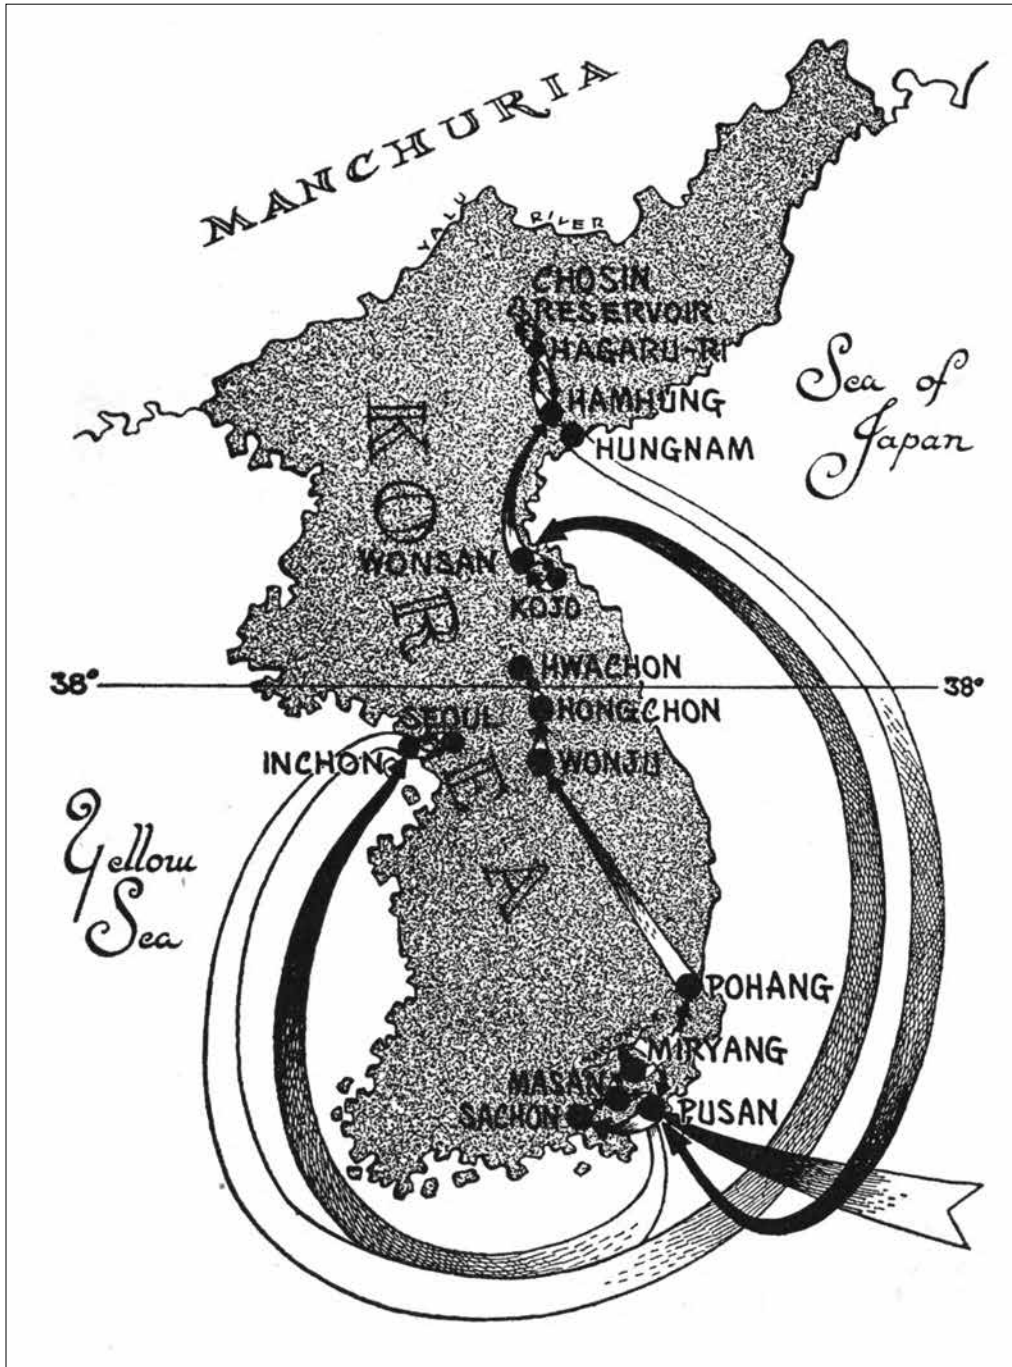 MANCHURIA
YALU RIVER
CHOSIN
RESERVOIR
HAGARU-RI
Sea of
Japan
HAMHUNG
HUNGNAM
KOREA
WONSAN
KOJO
HWACHON
38° 38°
HONGCHON
SEOUL
INCHON
WONJU
Yellow
Sea
POHANG
MIRYANG
MASAN
SACHON
PUSAN